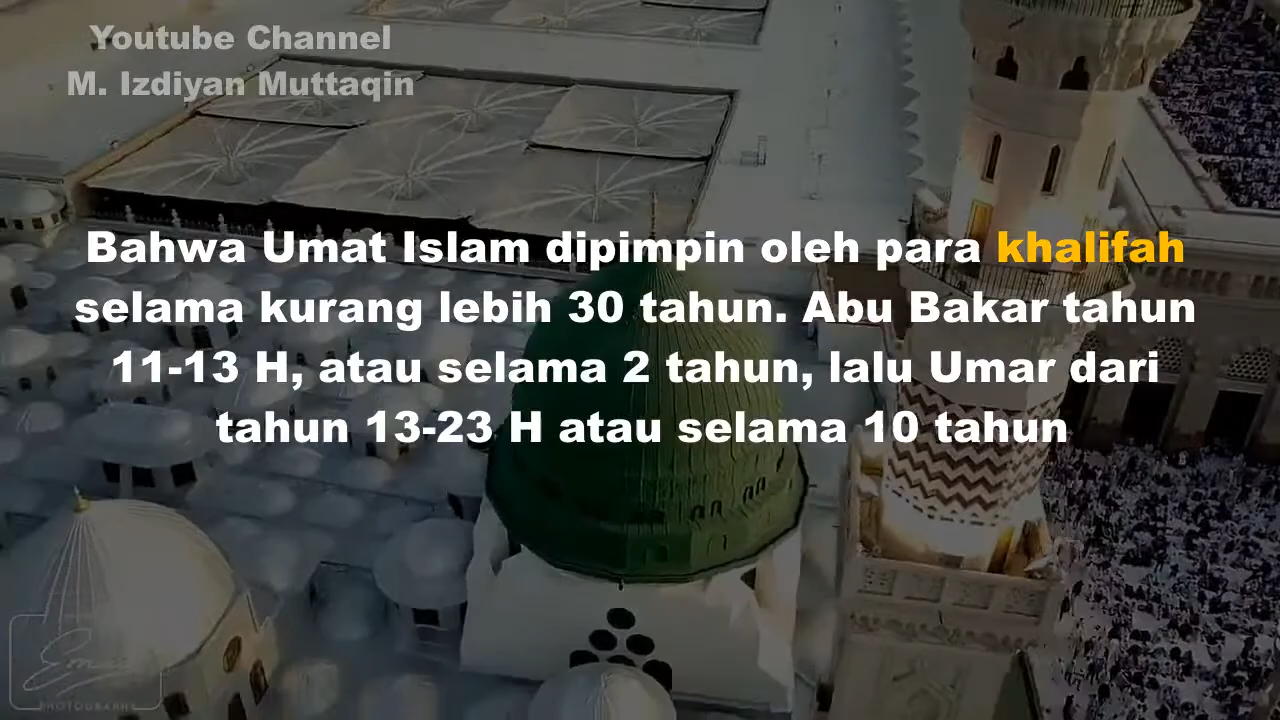 Youtube Channel
M. Izdiyan Muttaqin
Bahwa Umat Islam dipimpin oleh para khalifah
selama kurang lebih 30 tahun. Abu Bakar tahun
11-13 H, atau selama 2 tahun, lalu Umar dari
tahun 13-23 H atau selama 10 tahun
PHOTOGRAPHY